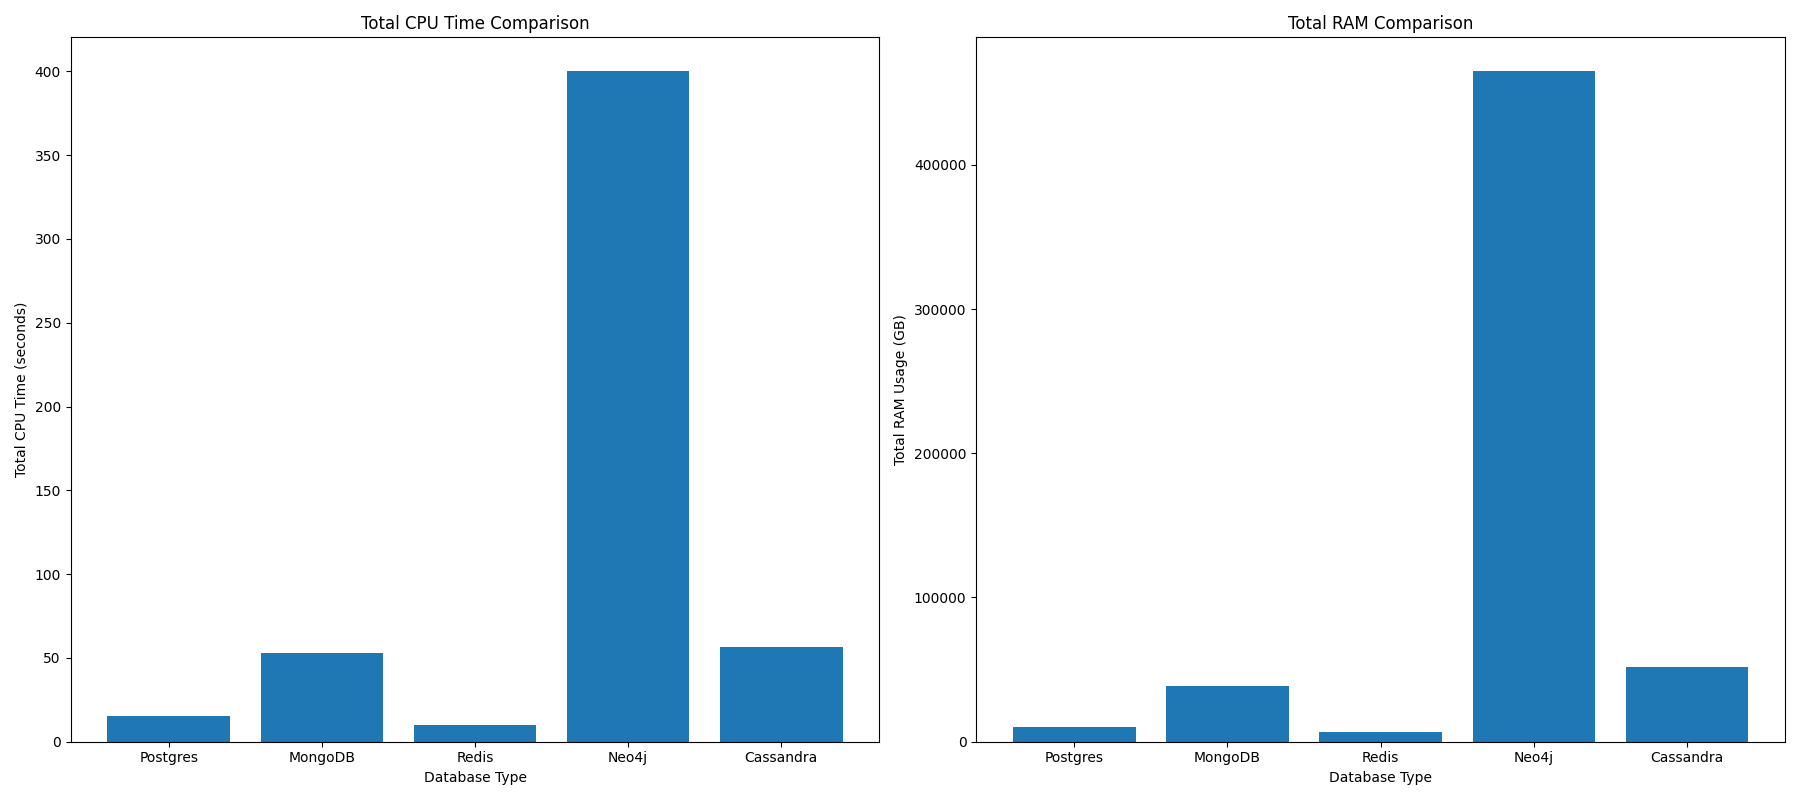 Total CPU Time Comparison
Total CPU Time (seconds)
400
350
300
250
200
150
100
50
0
Postgres MongoDB Redis Neo4j Cassandra
Database Type
Total RAM Comparison
Total RAM Usage (GB)
400000
300000
200000
100000
0
Postgres MongoDB Redis Neo4j Cassandra
Database Type